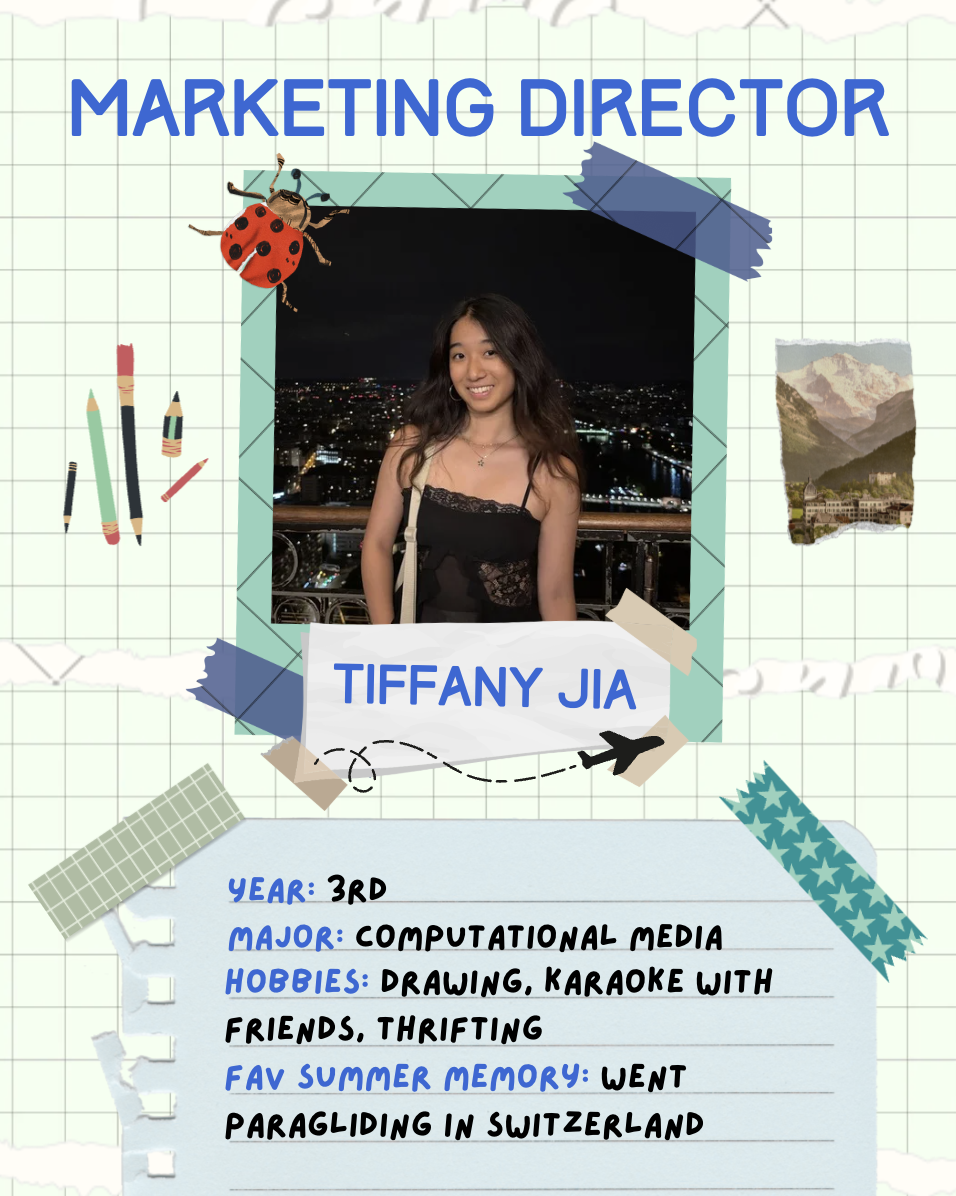 MARKETING DIRECTOR
TIFFANY JIA
YEAR: 3RD
MAJOR: COMPUTATIONAL MEDIA
HOBBIES: DRAWING, KARAOKE WITH
FRIENDS, THRIFTING
FAV SUMMER MEMORY: WENT
PARAGLIDING IN SWITZERLAND